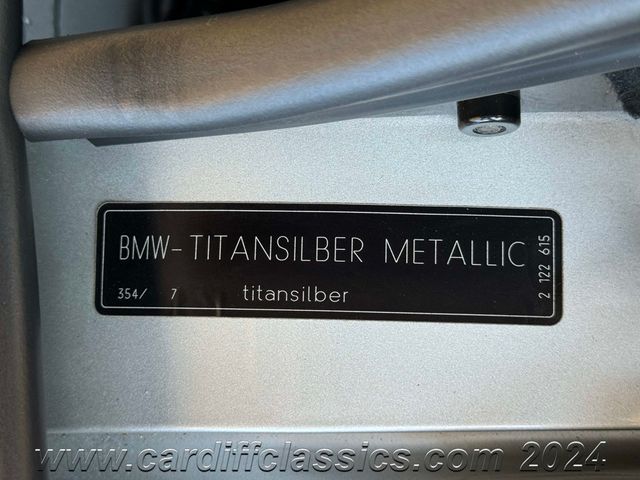 BMW-TITANSILBER METALLIC
354/ 7 titansilber
2 122 615
www.cardiffclassics.com 2024